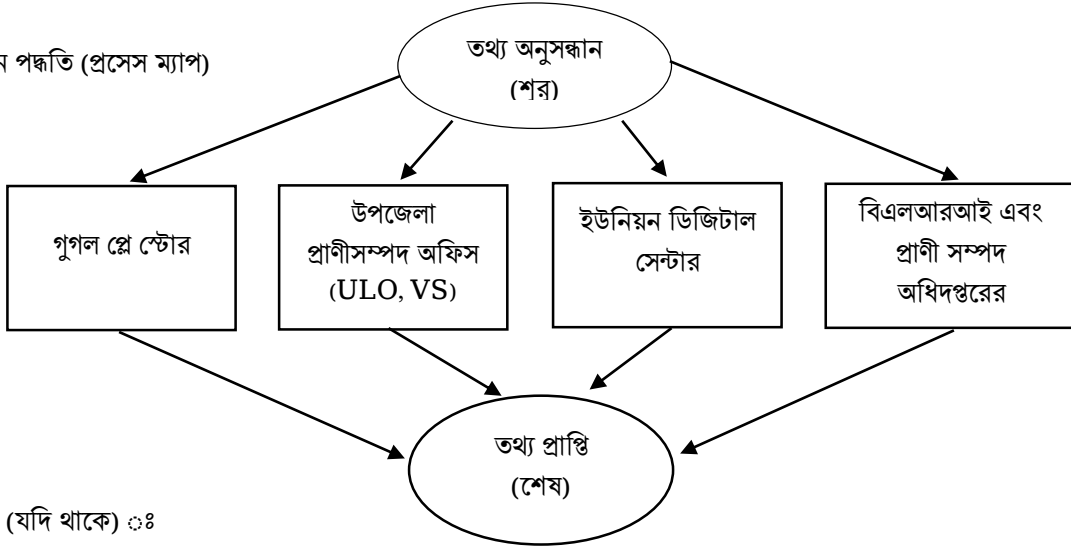 ন পদ্ধতি (প্রসেস ম্যাপ)
তথ্য অনুসন্ধান
(শুর)
গুগল প্লে স্টোর
উপজেলা
প্রাণীসম্পদ অফিস
(ULO, VS)
ইউনিয়ন ডিজিটাল
সেন্টার
বিএলআরআই এবং
প্রাণী সম্পদ
অধিদপ্তরের
তথ্য প্রাপ্তি
(শেষ)
(যদি থাকে) ঃ